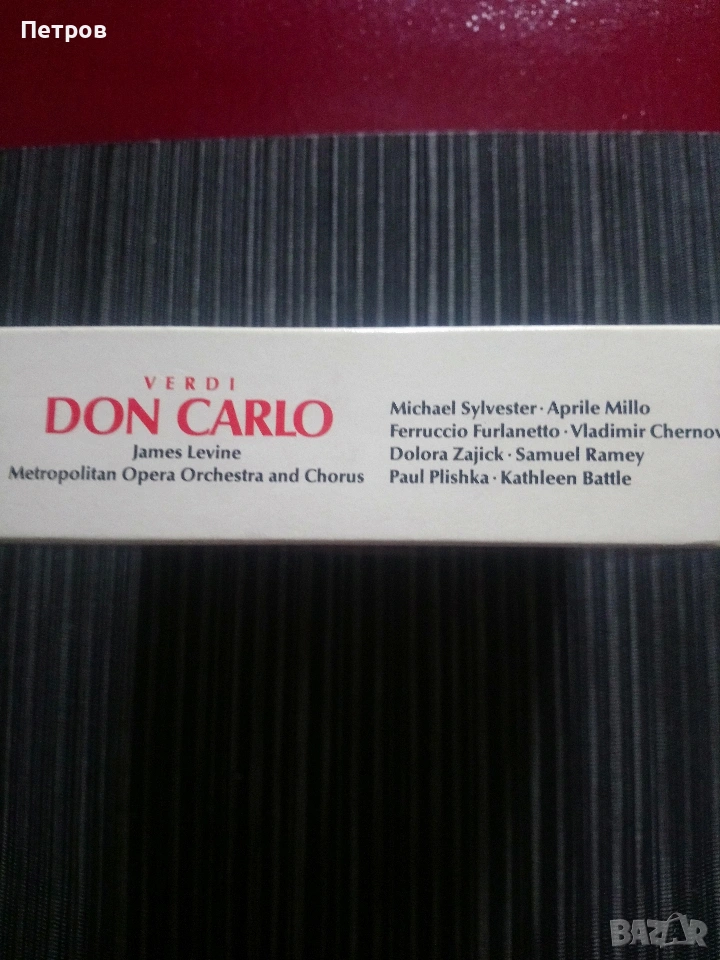 Петров
VERDI
DON CARLO
James Levine
Metropolitan Opera Orchestra and Chorus
Michael Sylvester · Aprile Millo
Ferruccio Furlanetto · Vladimir Chernov
Dolora Zajick · Samuel Ramey
Paul Plishka · Kathleen Battle
BAZAR